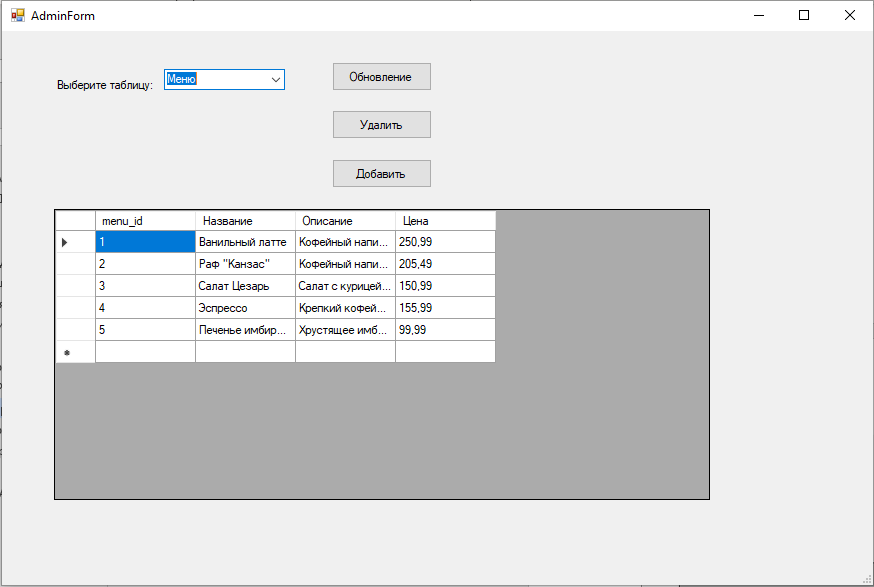 AdminForm
Выберите таблицу: Меню Обновление
Удалить
Добавить
menu_id Название Описание Цена
1 Ванильный латте Кофейный напи... 250,99
2 Раф "Канзас" Кофейный напи... 205,49
3 Салат Цезарь Салат с курицей... 150,99
4 Эспрессо Крепкий кофей... 155,99
5 Печенье имбир... Хрустящее имб... 99,99